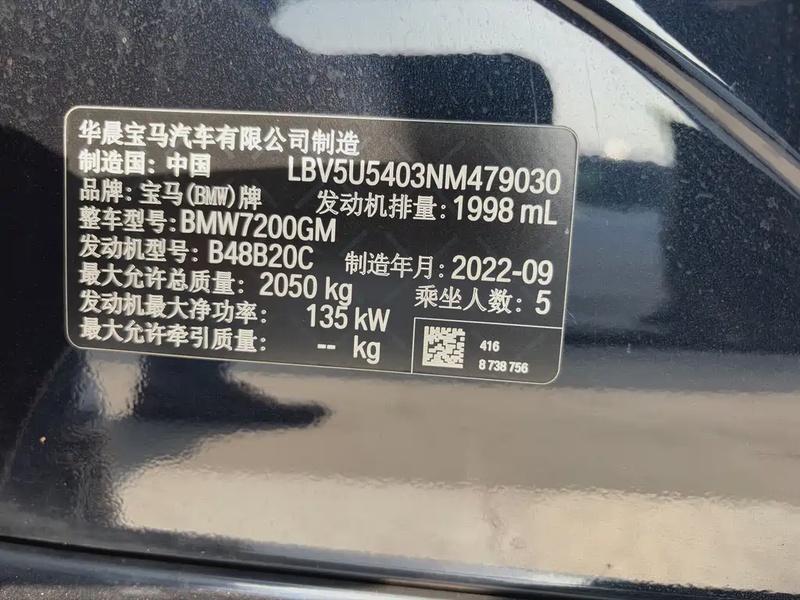 华晨宝马汽车有限公司制造
制造国: 中国 LBV5U5403NM479030
品牌: 宝马(BMW)牌 发动机排量: 1998 mL
整车型号: BMW7200GM
发动机型号: B48B20C 制造年月: 2022-09
最大允许总质量: 2050 kg 乘坐人数: 5
发动机最大净功率: 135 kW
最大允许牵引质量: -- kg
416
8 738 756